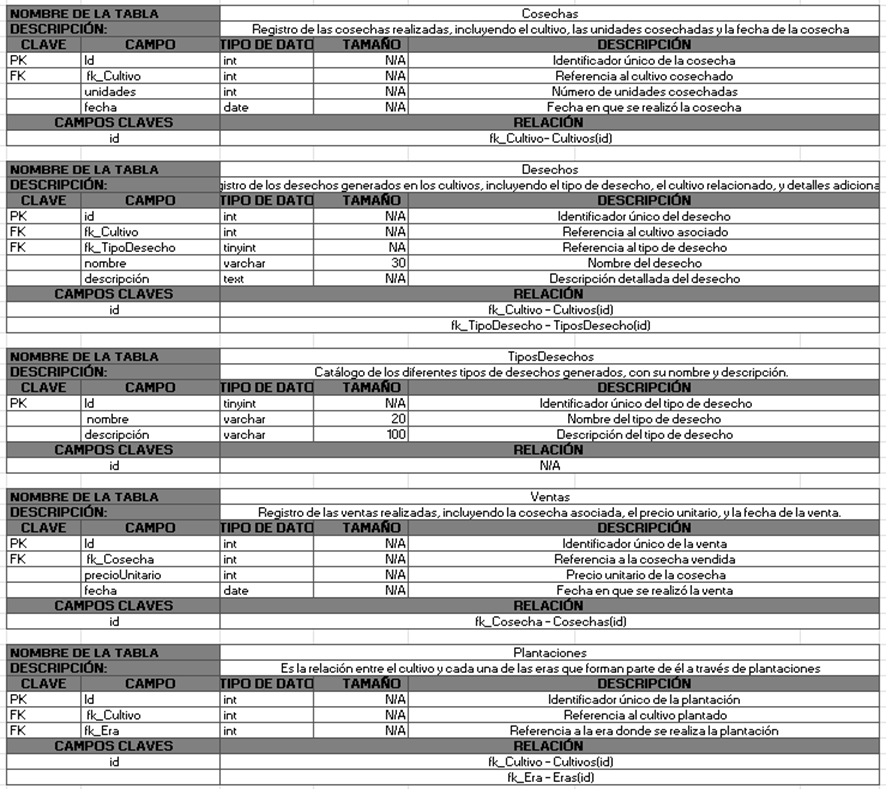 NOMBRE DE LA TABLA Cosechas
DESCRIPCIÓN: Registro de las cosechas realizadas, incluyendo el cultivo, las unidades cosechadas y la fecha de la cosecha
CLAVE CAMPO TIPO DE DATO TAMAÑO DESCRIPCIÓN
PK Id int N/A Identificador único de la cosecha
FK fk_Cultivo int N/A Referencia al cultivo cosechado
unidades int N/A Número de unidades cosechadas
fecha date N/A Fecha en que se realizó la cosecha
CAMPOS CLAVES RELACIÓN
id fk_Cultivo- Cultivos(id)
NOMBRE DE LA TABLA Desechos
DESCRIPCIÓN: gistro de los desechos generados en los cultivos, incluyendo el tipo de desecho, el cultivo relacionado, y detalles adiciona
CLAVE CAMPO TIPO DE DATO TAMAÑO DESCRIPCIÓN
PK id int N/A Identificador único del desecho
FK fk_Cultivo int N/A Referencia al cultivo asociado
FK fk_TipoDesecho tinyint NA Referencia al tipo de desecho
nombre varchar 30 Nombre del desecho
descripción text N/A Descripción detallada del desecho
CAMPOS CLAVES RELACIÓN
id fk_Cultivo - Cultivos(id)
fk_TipoDesecho - TiposDesecho(id)
NOMBRE DE LA TABLA TiposDesechos
DESCRIPCIÓN: Catálogo de los diferentes tipos de desechos generados, con su nombre y descripción.
CLAVE CAMPO TIPO DE DATO TAMAÑO DESCRIPCIÓN
PK Id tinyint N/A Identificador único del tipo de desecho
nombre varchar 20 Nombre del tipo de desecho
descripción varchar 100 Descripción del tipo de desecho
CAMPOS CLAVES RELACIÓN
id N/A
NOMBRE DE LA TABLA Ventas
DESCRIPCIÓN: Registro de las ventas realizadas, incluyendo la cosecha asociada, el precio unitario, y la fecha de la venta.
CLAVE CAMPO TIPO DE DATO TAMAÑO DESCRIPCIÓN
PK Id int N/A Identificador único de la venta
FK fk_Cosecha int N/A Referencia a la cosecha vendida
precioUnitario int N/A Precio unitario de la cosecha
fecha date N/A Fecha en que se realizó la venta
CAMPOS CLAVES RELACIÓN
id fk_Cosecha - Cosechas(id)
NOMBRE DE LA TABLA Plantaciones
DESCRIPCIÓN: Es la relación entre el cultivo y cada una de las eras que forman parte de él a través de plantaciones
CLAVE CAMPO TIPO DE DATO TAMAÑO DESCRIPCIÓN
PK Id int N/A Identificador único de la plantación
FK fk_Cultivo int N/A Referencia al cultivo plantado
FK fk_Era int N/A Referencia a la era donde se realiza la plantación
CAMPOS CLAVES RELACIÓN
id fk_Cultivo - Cultivos(id)
fk_Era - Eras(id)